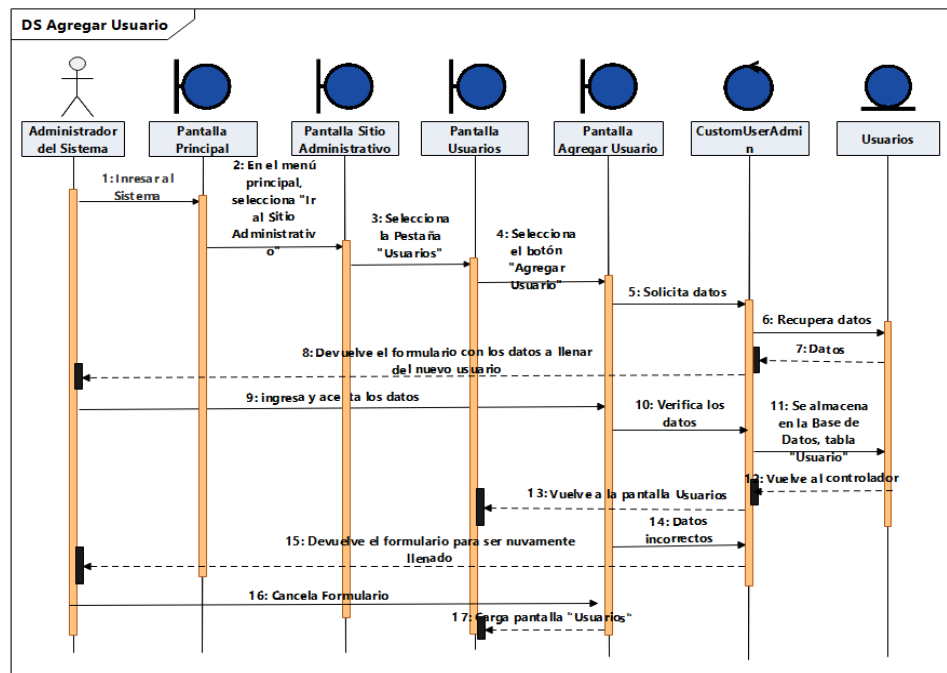 DS Agregar Usuario
Administrador
del Sistema
Pantalla
Principal
Pantalla Sitio
Administrativo
Pantalla
Usuarios
Pantalla
Agregar Usuario
CustomUserAdmi
n
Usuarios
1: Inresar al
Sistema
2: En el menú
principal,
selecciona "Ir
al Sitio
Administrativ
o"
3: Selecciona
la Pestaña
"Usuarios"
4: Selecciona
el botón
"Agregar
Usuario"
5: Solicita datos
6: Recupera datos
7: Datos
8: Devuelve el formulario con los datos a llenar
del nuevo usuario
9: ingresa y acepta los datos
10: Verifica los
datos
11: Se almacena
en la Base de
Datos, tabla
"Usuario"
12: Vuelve al controlador
13: Vuelve a la pantalla Usuarios
14: Datos
incorrectos
15: Devuelve el formulario para ser nuvamente
llenado
16: Cancela Formulario
17: Carga pantalla "Usuarios"